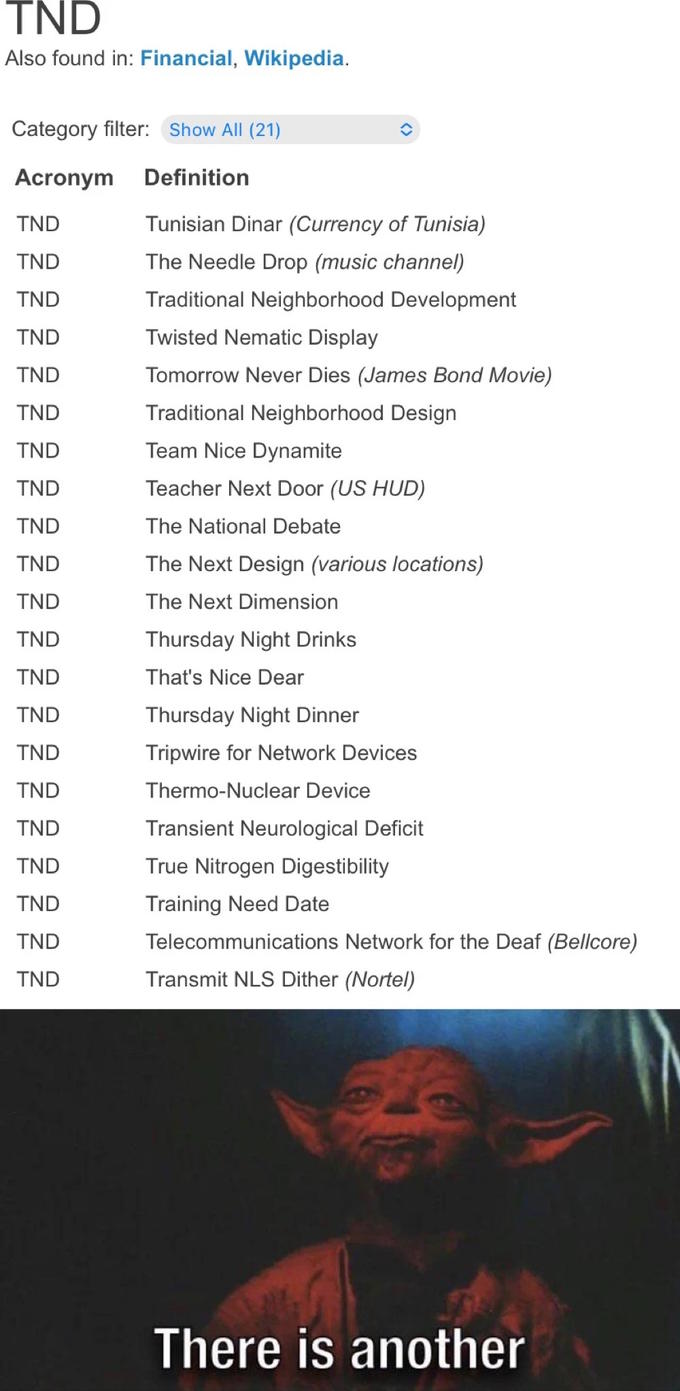 TND
Also found in: Financial, Wikipedia.
Category filter: Show All (21)
Acronym Definition
TND Tunisian Dinar (Currency of Tunisia)
TND The Needle Drop (music channel)
TND Traditional Neighborhood Development
TND Twisted Nematic Display
TND Tomorrow Never Dies (James Bond Movie)
TND Traditional Neighborhood Design
TND Team Nice Dynamite
TND Teacher Next Door (US HUD)
TND The National Debate
TND The Next Design (various locations)
TND The Next Dimension
TND Thursday Night Drinks
TND That's Nice Dear
TND Thursday Night Dinner
TND Tripwire for Network Devices
TND Thermo-Nuclear Device
TND Transient Neurological Deficit
TND True Nitrogen Digestibility
TND Training Need Date
TND Telecommunications Network for the Deaf (Bellcore)
TND Transmit NLS Dither (Nortel)
There is another